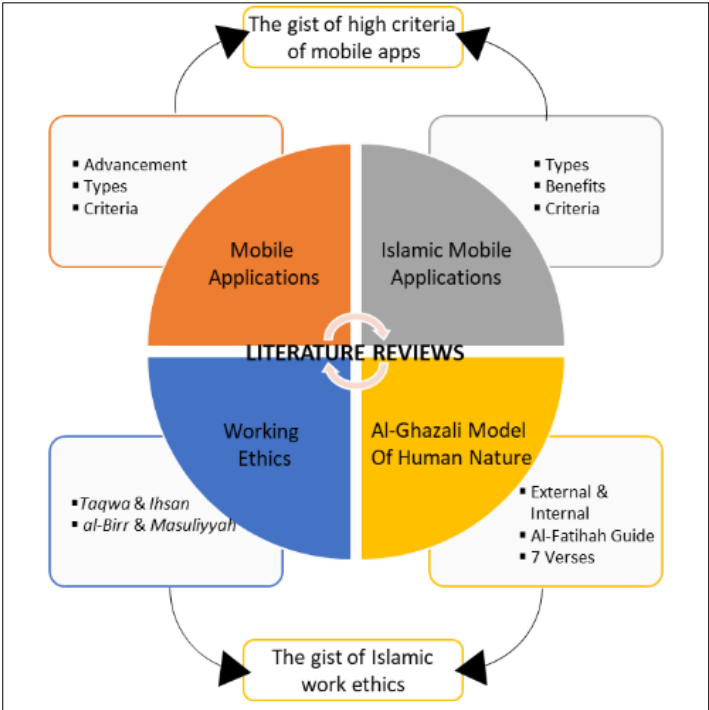 The gist of high criteria
of mobile apps
▪ Advancement
▪ Types
▪ Criteria
▪ Types
▪ Benefits
▪ Criteria
Mobile
Applications
Islamic Mobile
Applications
LITERATURE REVIEWS
Working
Ethics
Al-Ghazali Model
Of Human Nature
▪ Taqwa & Ihsan
▪ al-Birr & Masuliyyah
▪ External &
Internal
▪ Al-Fatihah Guide
▪ 7 Verses
The gist of Islamic
work ethics